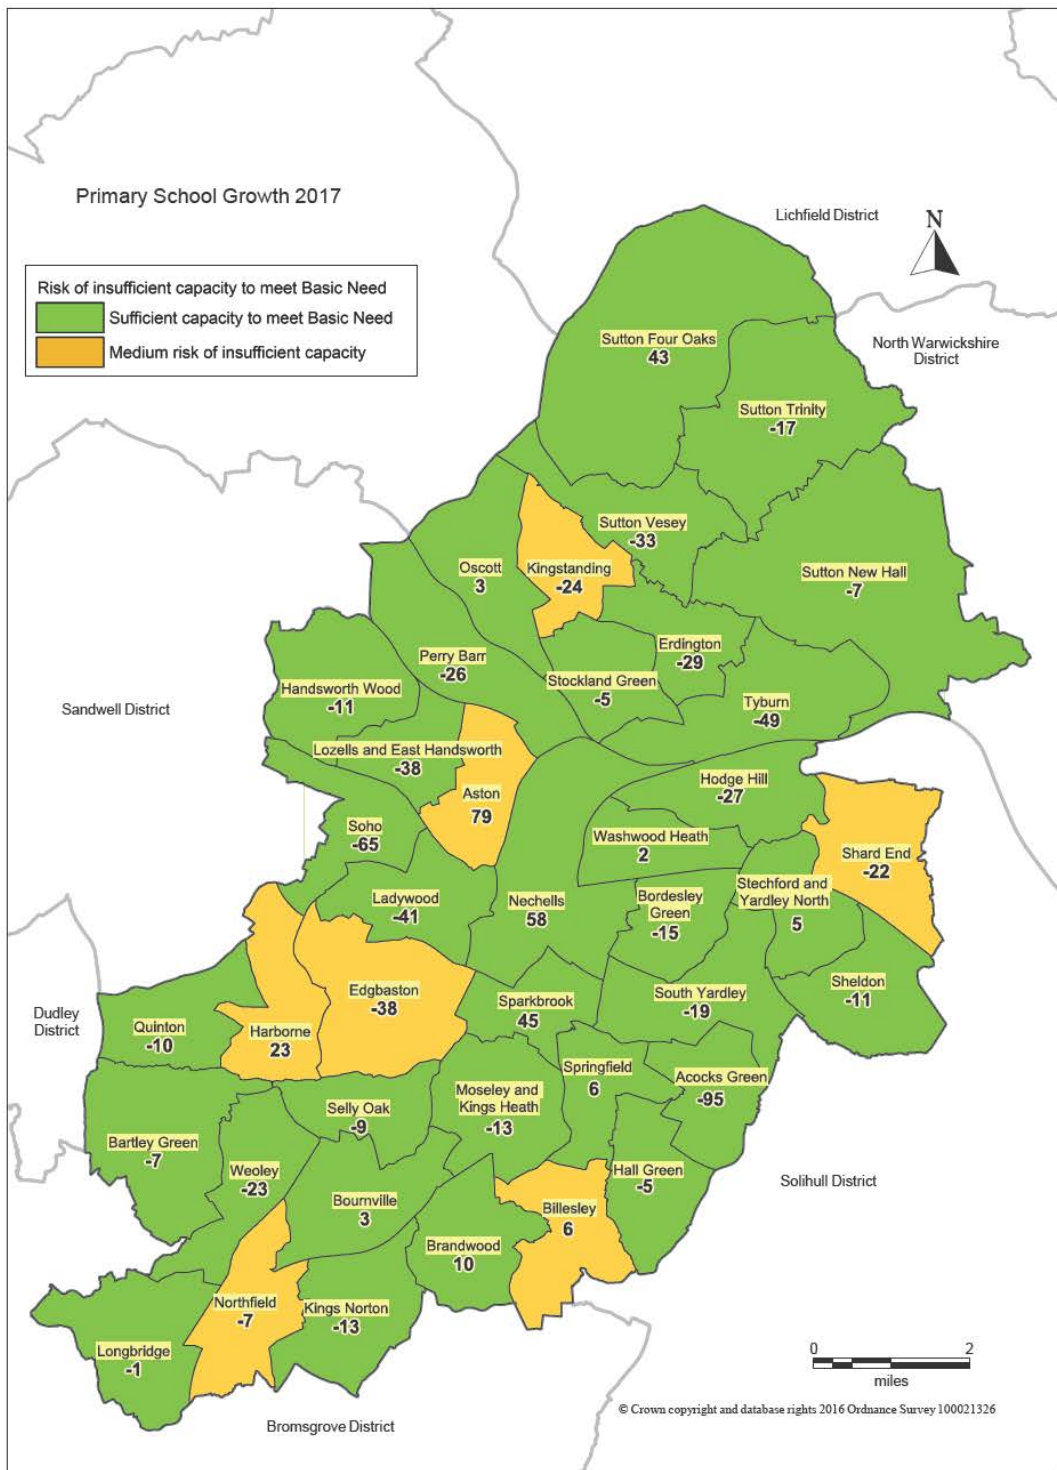 Primary School Growth 2017
Lichfield District
N
Risk of insufficient capacity to meet Basic Need
Sufficient capacity to meet Basic Need
Medium risk of insufficient capacity
North Warwickshire
District
Sutton Four Oaks
43
Sutton Trinity
-17
Sutton Vesey
-33
Oscott
3
Kingstanding
-24
Sutton New Hall
-7
Perry Barr
-26
Erdington
-29
Stockland Green
-5
Handsworth Wood
-11
Tyburn
-49
Sandwell District
Lozells and East Handsworth
-38
Hodge Hill
-27
Aston
79
Soho
-65
Washwood Heath
2
Shard End
-22
Ladywood
-41
Nechells
58
Bordesley
Green
-15
Stechford and
Yardley North
5
Sheldon
-11
Edgbaston
-38
Sparkbrook
45
South Yardley
-19
Dudley
District
Quinton
-10
Harborne
23
Springfield
6
Acocks Green
-95
Moseley and
Kings Heath
-13
Selly Oak
-9
Bartley Green
-7
Weoley
-23
Hall Green
-5
Solihull District
Bournville
3
Billesley
6
Brandwood
10
Northfield
-7
Kings Norton
-13
Longbridge
-1
0 2
miles
© Crown copyright and database rights 2016 Ordnance Survey 100021326
Bromsgrove District